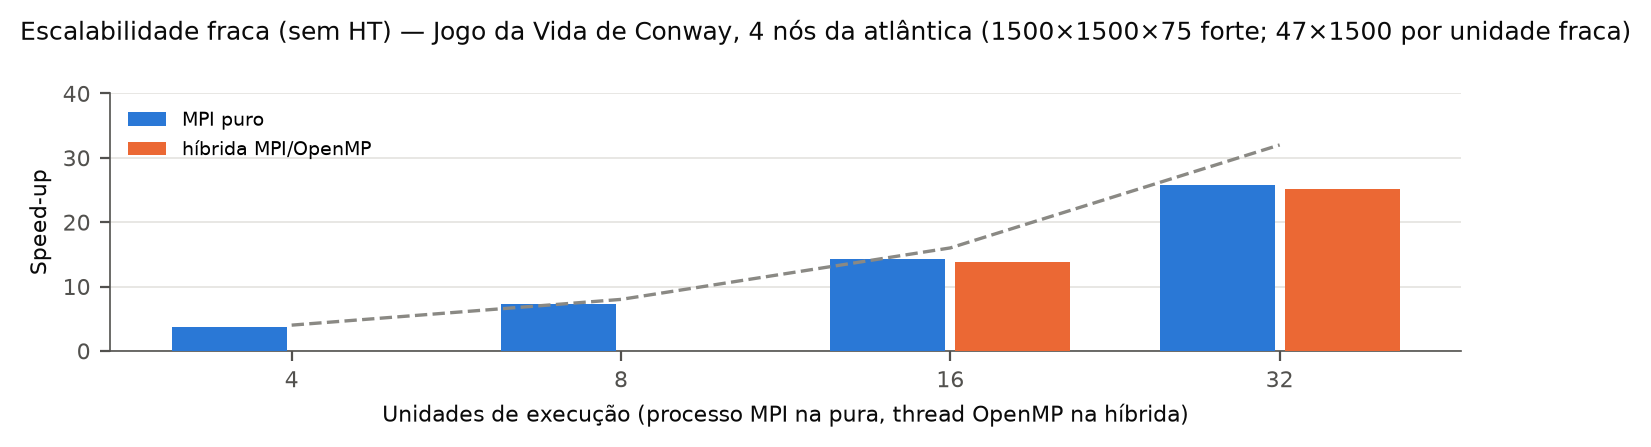 Escalabilidade fraca (sem HT) — Jogo da Vida de Conway, 4 nós da atlântica (1500×1500×75 forte; 47×1500 por unidade fraca)
40
30
20
10
0
Speed-up
MPI puro
híbrida MPI/OpenMP
4 8 16 32
Unidades de execução (processo MPI na pura, thread OpenMP na híbrida)